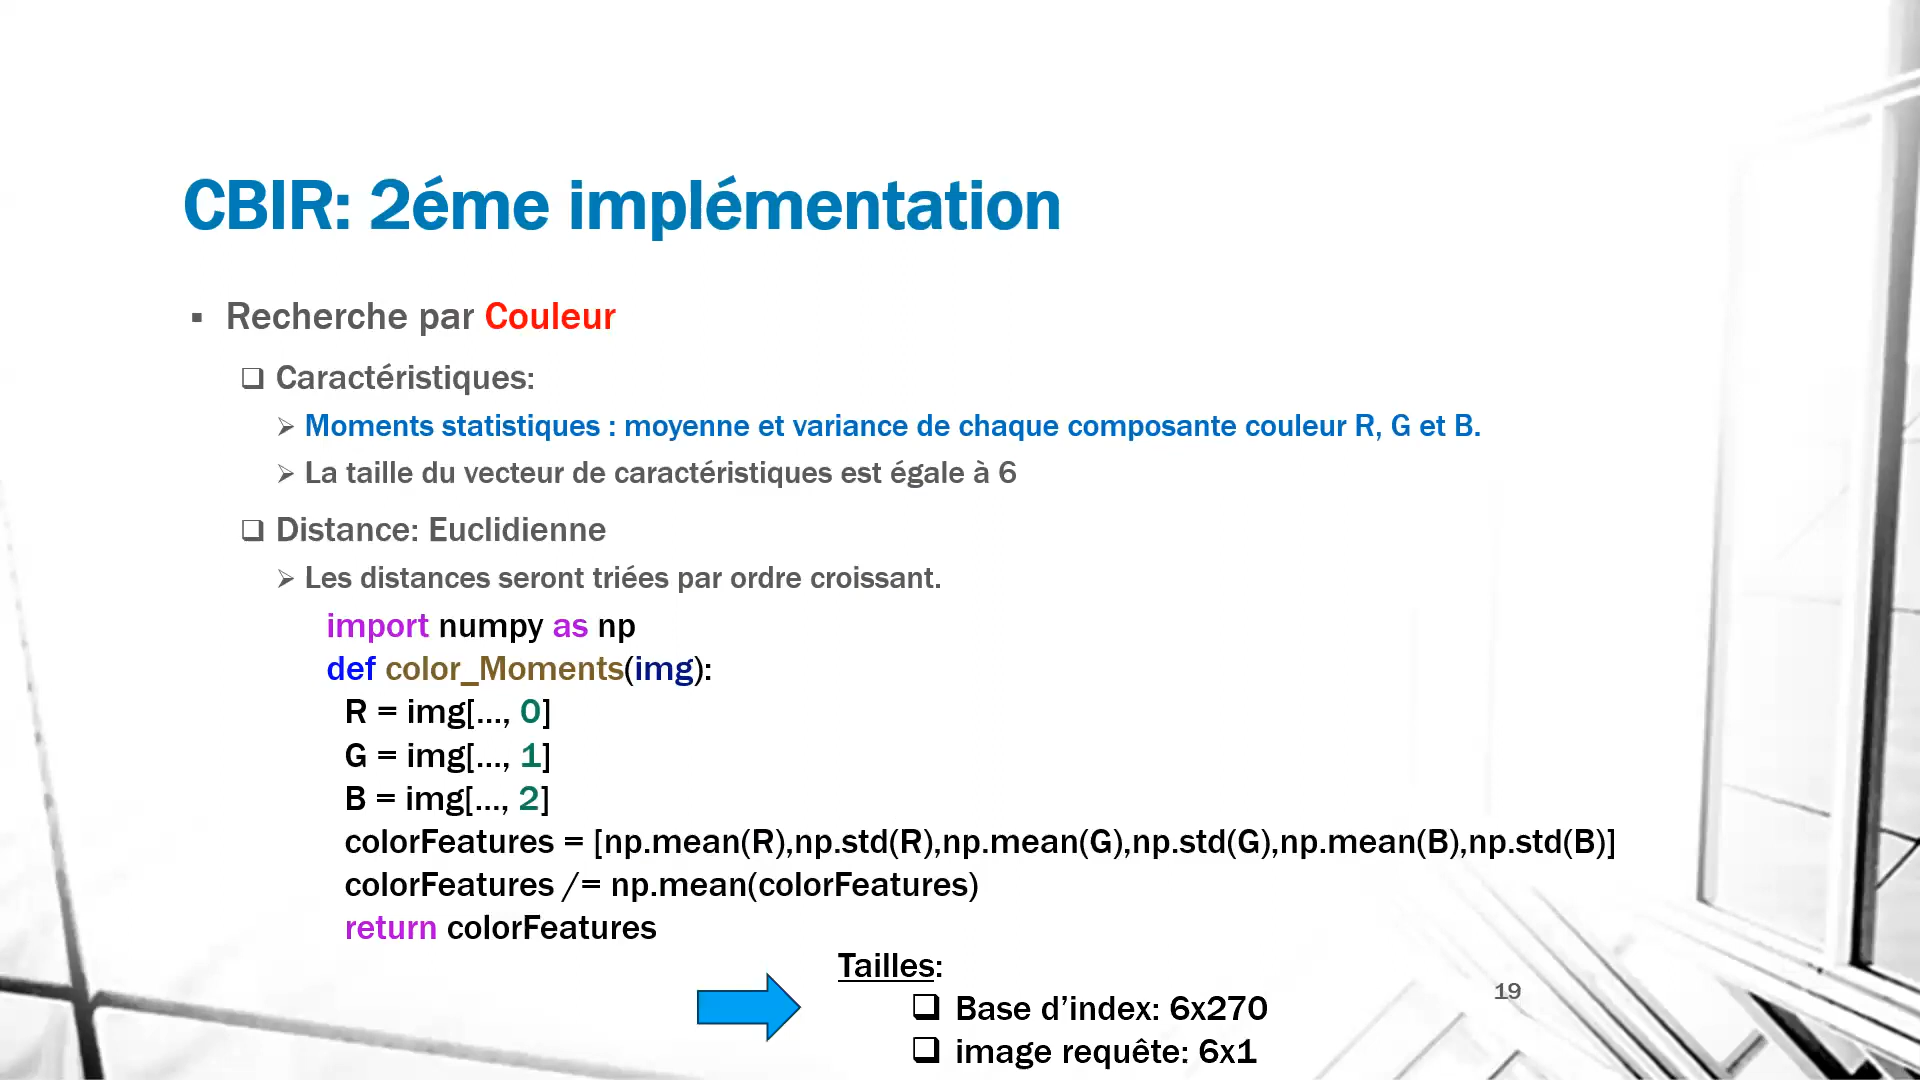 CBIR: 2éme implémentation
▪ Recherche par Couleur
❑ Caractéristiques:
➢ Moments statistiques : moyenne et variance de chaque composante couleur R, G et B.
➢ La taille du vecteur de caractéristiques est égale à 6
❑ Distance: Euclidienne
➢ Les distances seront triées par ordre croissant.
import numpy as np
def color_Moments(img):
R = img[..., 0]
G = img[..., 1]
B = img[..., 2]
colorFeatures = [np.mean(R),np.std(R),np.mean(G),np.std(G),np.mean(B),np.std(B)]
colorFeatures /= np.mean(colorFeatures)
return colorFeatures
Tailles:
❑ Base d’index: 6x270
❑ image requête: 6x1
19